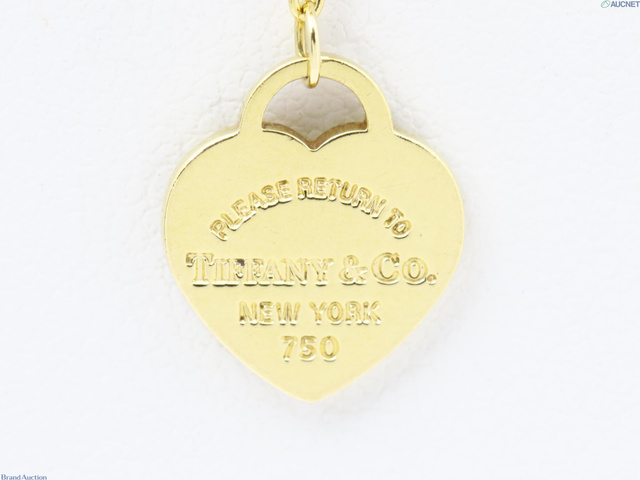 AUCNET
PLEASE RETURN TO
TIFFANY & CO.
NEW YORK
750
Brand Auction